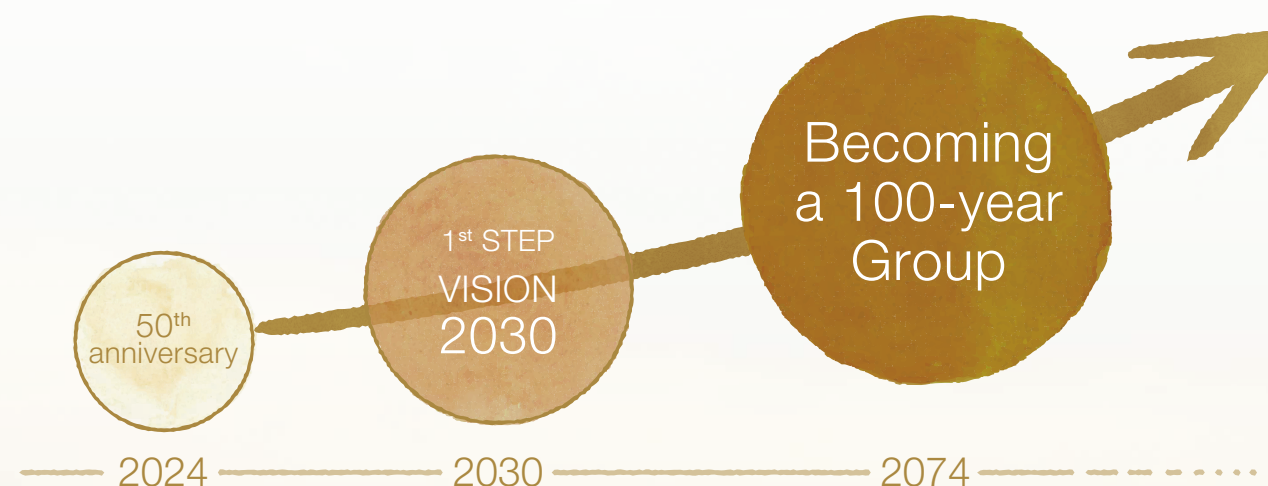 50th
anniversary
1st STEP
VISION
2030
Becoming
a 100-year
Group
2024
2030
2074